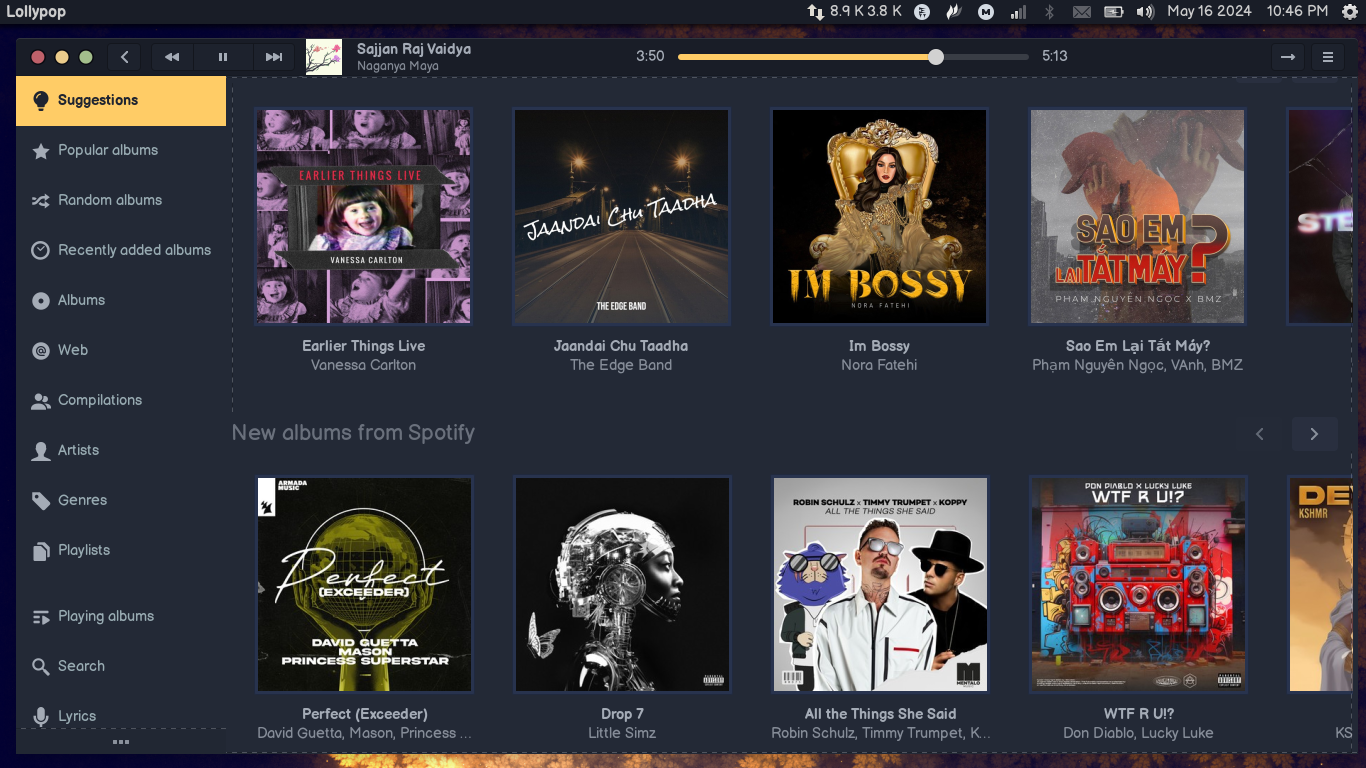 Lollypop
8.9 K 3.8 K
May 16 2024
10:46 PM
Sajjan Raj Vaidya
Naganya Maya
3:50
5:13
Suggestions
Popular albums
Random albums
Recently added albums
Albums
Web
Compilations
Artists
Genres
Playlists
Playing albums
Search
Lyrics
EARLIER THINGS LIVE
VANESSA CARLTON
Earlier Things Live
Vanessa Carlton
JAANDAI CHU TAADHA
THE EDGE BAND
Jaandai Chu Taadha
The Edge Band
IM BOSSY
NORA FATEHI
Im Bossy
Nora Fatehi
SAO EM
LẠI TẮT MÁY?
PHAM NGUYEN NGOC X BMZ
Sao Em Lại Tắt Máy?
Phạm Nguyên Ngọc, VAnh, BMZ
STE
New albums from Spotify
ARMADA
MUSIC
Perfect
(EXCEEDER)
DAVID GUETTA
MASON
PRINCESS SUPERSTAR
Perfect (Exceeder)
David Guetta, Mason, Princess ...
Drop 7
Little Simz
ROBIN SCHULZ x TIMMY TRUMPET x KOPPY
ALL THE THINGS SHE SAID
MENTALO
All the Things She Said
Robin Schulz, Timmy Trumpet, K...
DON DIABLO x LUCKY LUKE
WTF R U!?
WTF R U!?
Don Diablo, Lucky Luke
KSHMR
KS